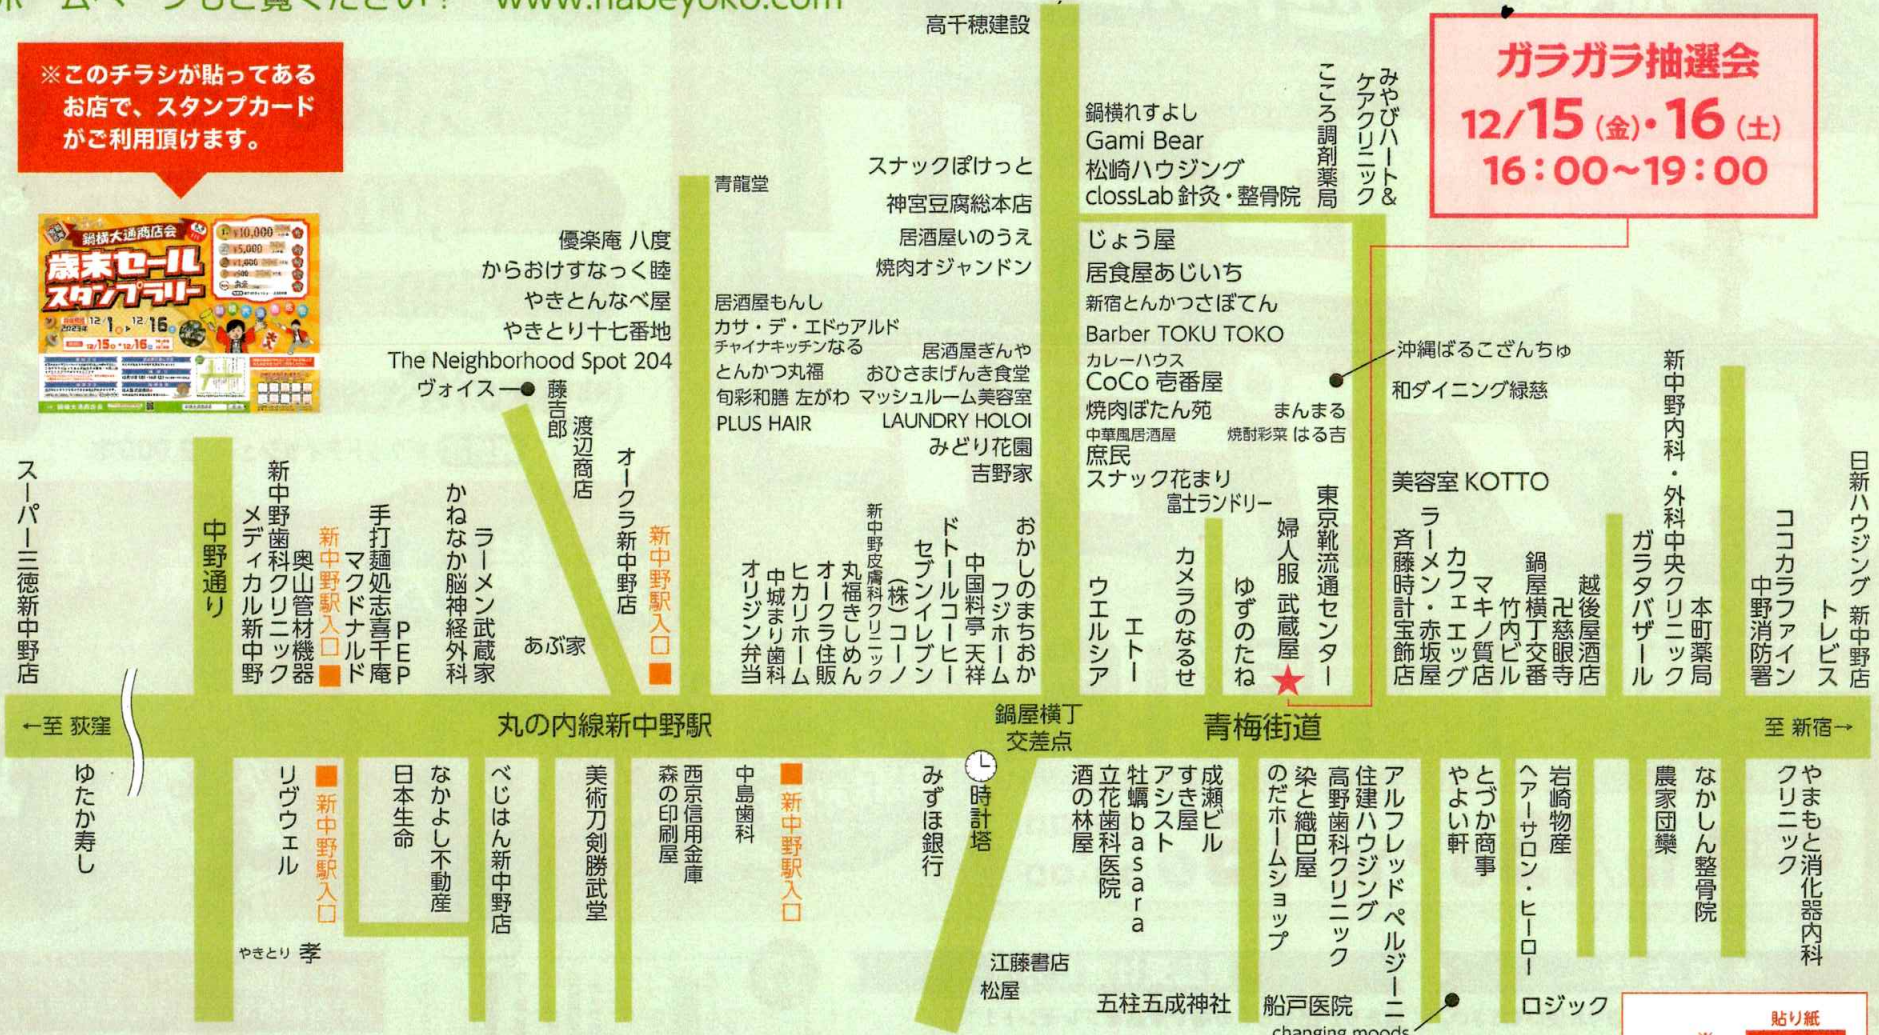 ホームページもご覧ください！ www.nabeyoko.com
※このチラシが貼ってある
お店で、スタンプカード
がご利用頂けます。
鍋横大通商店会
歳末セール
スタンプラリー
12/1
12/16
¥10,000
¥5,000
ガラガラ抽選会
12/15(金)・16(土)
16：00〜19：00
高千穂建設
スナックぽけっと
神宮豆腐総本店
居酒屋いのうえ
焼肉オジャンドン
鍋横れすよし
Gami Bear
松崎ハウジング
clossLab 針灸・整骨院
こころ調剤薬局
みやびハート&
ケアクリニック
青龍堂
優楽庵 八度
からおけすなっく睦
やきとんなべ屋
やきとり十七番地
The Neighborhood Spot 204
ヴォイス
藤吉郎
渡辺商店
オークラ新中野店
新中野駅入口
居酒屋もんし
カサ・デ・エドゥアルド
チャイナキッチンなる
とんかつ丸福
旬彩和膳 左がわ
PLUS HAIR
居酒屋ぎんや
おひさまげんき食堂
マッシュルーム美容室
LAUNDRY HOLOI
みどり花園
吉野家
じょう屋
居食屋あじいち
新宿とんかつさぼてん
Barber TOKU TOKO
カレーハウス
CoCo 壱番屋
焼肉ぼたん苑
中華風居酒屋
庶民
スナック花まり
富士ランドリー
まんまる
焼酎彩菜 はる吉
沖縄ばるこざんちゅ
和ダイニング緑慈
美容室 KOTTO
スーパー三徳新中野店
中野通り
メディカル新中野
新中野歯科クリニック
奥山管材機器
新中野駅入口
マクドナルド
手打麺処志喜千庵
PEP
かねなか脳神経外科
ラーメン武蔵家
あぶ家
オリジン弁当
中城まり歯科
ヒカリホーム
オークラ住販
丸福きしめん
新中野皮膚科クリニック
(株)コーノ
セブンイレブン
ドトールコーヒー
中国料亭 天祥
フジホーム
おかしのまちおか
ウエルシア
エトー
カメラのなるせ
ゆずのたね
婦人服 武蔵屋
東京靴流通センター
斉藤時計宝飾店
ラーメン・赤坂屋
カフェ エッグ
マキノ質店
竹内ビル
鍋屋横丁交番
卍慈眼寺
越後屋酒店
ガラタバザール
新中野内科・外科中央クリニック
本町薬局
中野消防署
ココカラファイン
トレビス
日新ハウジング 新中野店
←至 荻窪
丸の内線新中野駅
鍋屋横丁
交差点
青梅街道
至 新宿→
ゆたか寿し
リヴウェル
新中野駅入口
日本生命
なかよし不動産
べじはん新中野店
美術刀剣勝武堂
森の印刷屋
西京信用金庫
中島歯科
新中野駅入口
みずほ銀行
時計塔
酒の林屋
立花歯科医院
牡蠣basara
アシスト
すき屋
成瀬ビル
のだホームショップ
染と織巴屋
高野歯科クリニック
住建ハウジング
アルフレッド ペルジーニ
やよい軒
とづか商事
ヘアーサロン・ヒーロー
岩崎物産
農家団欒
なかしん整骨院
やまもと消化器内科
クリニック
やきとり 孝
江藤書店
松屋
五柱五成神社
船戸医院
changing moods
ロジック
貼り紙